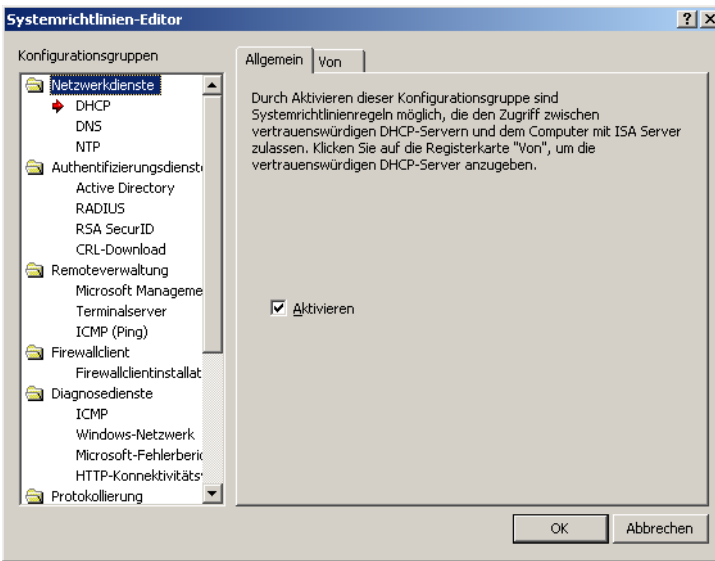 Systemrichtlinien-Editor
Konfigurationsgruppen
Netzwerkdienste
DHCP
DNS
NTP
Authentifizierungsdienste
Active Directory
RADIUS
RSA SecurID
CRL-Download
Remoteverwaltung
Microsoft Manageme
Terminalserver
ICMP (Ping)
Firewallclient
Firewallclientinstallat
Diagnosedienste
ICMP
Windows-Netzwerk
Microsoft-Fehlerberic
HTTP-Konnektivitäts
Protokollierung
Allgemein
Von
Durch Aktivieren dieser Konfigurationsgruppe sind
Systemrichtlinienregeln möglich, die den Zugriff zwischen
vertrauenswürdigen DHCP-Servern und dem Computer mit ISA Server
zulassen. Klicken Sie auf die Registerkarte "Von", um die
vertrauenswürdigen DHCP-Server anzugeben.
Aktivieren
OK
Abbrechen